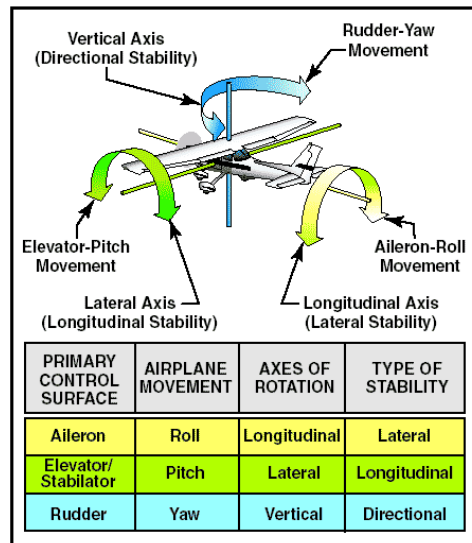 Vertical Axis
(Directional Stability)
Rudder-Yaw
Movement
Elevator-Pitch
Movement
Aileron-Roll
Movement
Lateral Axis
(Longitudinal Stability)
Longitudinal Axis
(Lateral Stability)
PRIMARY
CONTROL
SURFACE
AIRPLANE
MOVEMENT
AXES OF
ROTATION
TYPE OF
STABILITY
Aileron
Roll
Longitudinal
Lateral
Elevator/
Stabilator
Pitch
Lateral
Longitudinal
Rudder
Yaw
Vertical
Directional